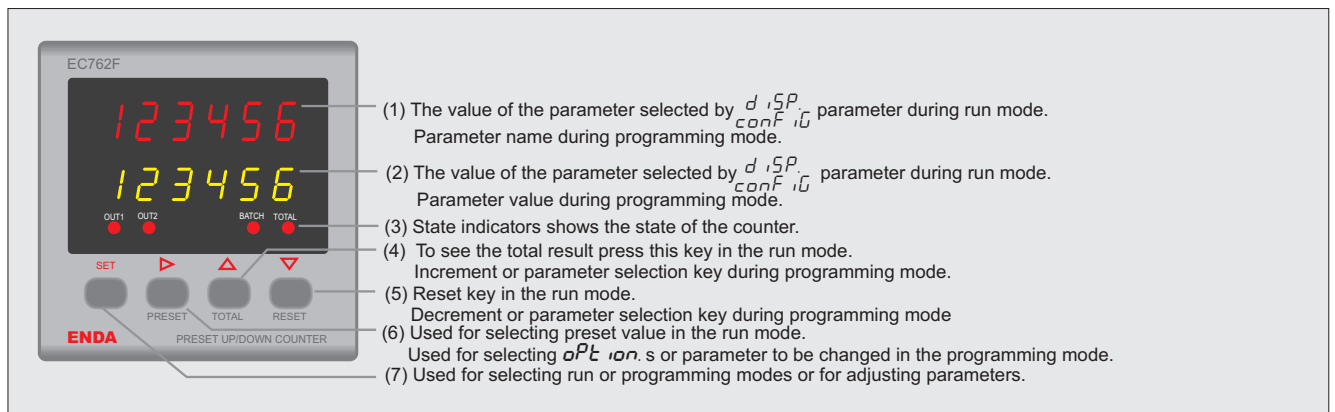 EC762F
123456
123456
OUT1 OUT2 BATCH TOTAL
SET
PRESET TOTAL RESET
ENDA PRESET UP/DOWN COUNTER
(1) The value of the parameter selected by diSP. conFiG parameter during run mode.
Parameter name during programming mode.
(2) The value of the parameter selected by diSP. conFiG parameter during run mode.
Parameter value during programming mode.
(3) State indicators shows the state of the counter.
(4) To see the total result press this key in the run mode.
Increment or parameter selection key during programming mode.
(5) Reset key in the run mode.
Decrement or parameter selection key during programming mode
(6) Used for selecting preset value in the run mode.
Used for selecting oPtion. s or parameter to be changed in the programming mode.
(7) Used for selecting run or programming modes or for adjusting parameters.